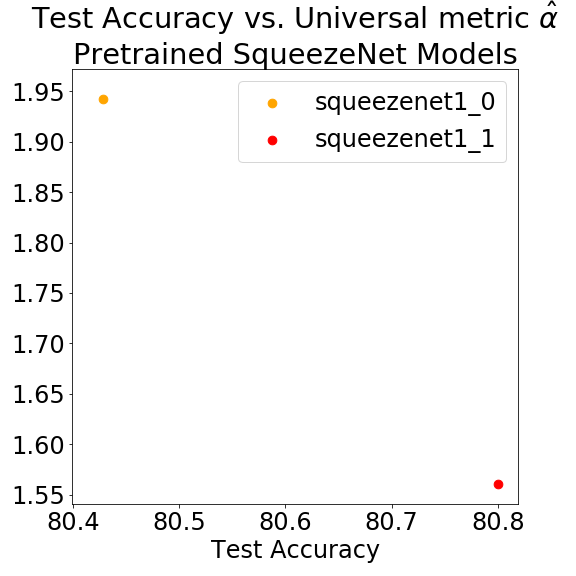 Test Accuracy vs. Universal metric α̂
Pretrained SqueezeNet Models
squeezenet1_0
squeezenet1_1
1.95
1.90
1.85
1.80
1.75
1.70
1.65
1.60
1.55
80.4 80.5 80.6 80.7 80.8
Test Accuracy